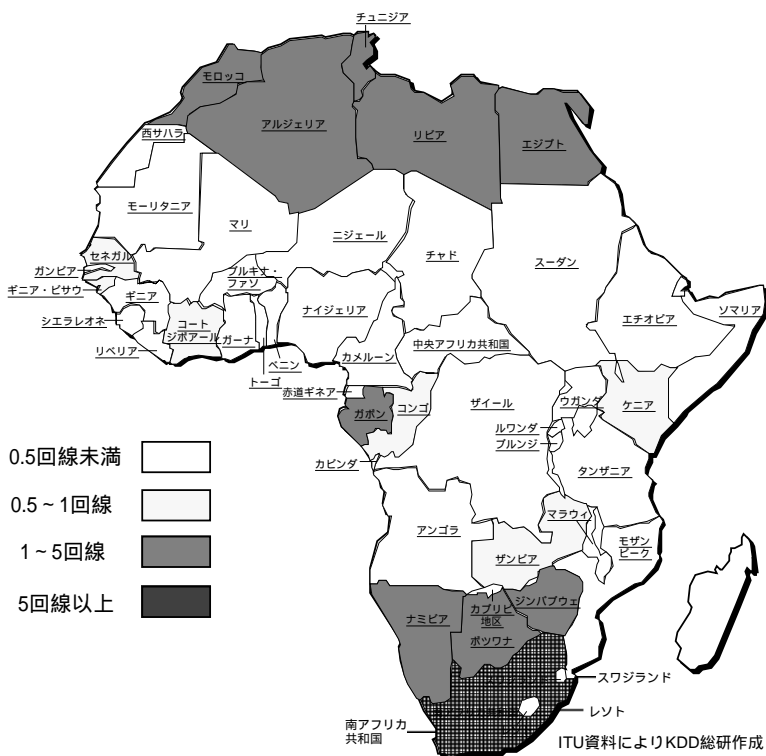 チュニジア
モロッコ
アルジェリア
リビア
エジプト
西サハラ
モーリタニア
マリ
ニジェール
チャド
スーダン
セネガル
ガンビア
ギニア・ビサウ
ギニア
ブルキナ・
ファソ
ナイジェリア
エチオピア
ソマリア
シエラレオネ
コート
ジボアール
ガーナ
リベリア
ベニン
トーゴ
カメルーン
中央アフリカ共和国
赤道ギネア
ガボン
コンゴ
ザイール
ウガンダ
ケニア
ルワンダ
ブルンジ
カビンダ
タンザニア
0.5回線未満
0.5~1回線
1~5回線
5回線以上
アンゴラ
マラウィ
ザンビア
モザン
ビーク
ナミビア
カプリビ
地区
ジンバブウェ
ボツワナ
スワジランド
レソト
南アフリカ
共和国
ITU資料によりKDD総研作成